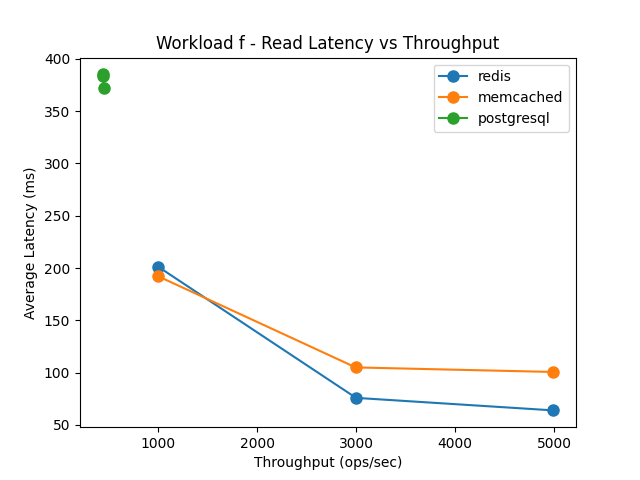 Workload f - Read Latency vs Throughput
400
350
300
250
200
150
100
50
Average Latency (ms)
redis
memcached
postgresql
1000
2000
3000
4000
5000
Throughput (ops/sec)